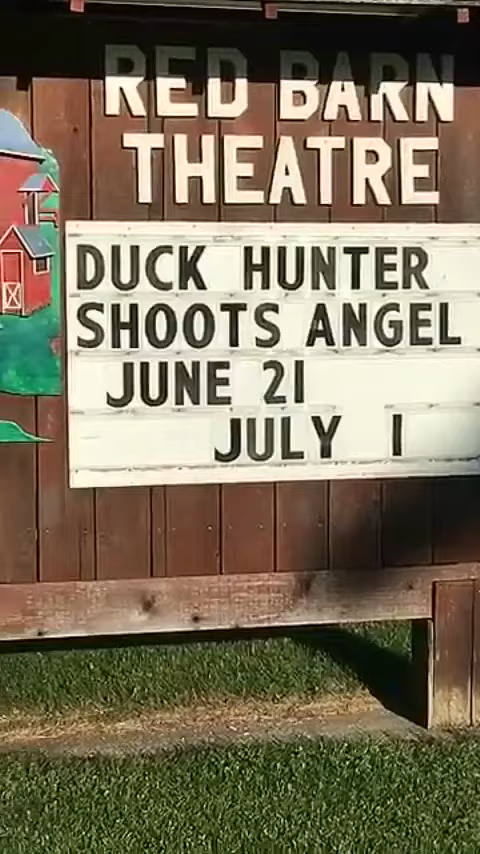 RED BARN
THEATRE
DUCK HUNTER
SHOOTS ANGEL
JUNE 21
JULY 1